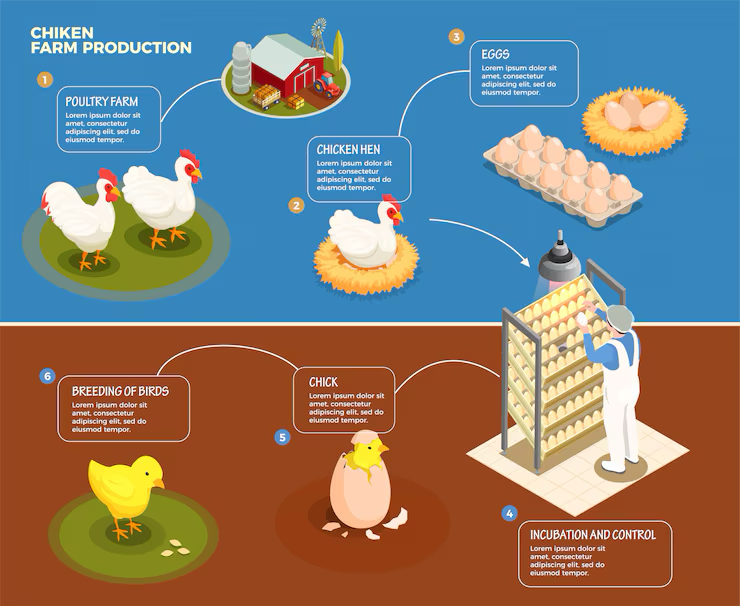 CHIKEN
FARM PRODUCTION
1
POULTRY FARM
Lorem ipsum dolor sit
amet, consectetur
adipiscing elit, sed do
eiusmod tempor.
2
CHICKEN HEN
Lorem ipsum dolor sit
amet, consectetur
adipiscing elit, sed do
eiusmod tempor.
3
EGGS
Lorem ipsum dolor sit
amet, consectetur
adipiscing elit, sed do
eiusmod tempor.
4
INCUBATION AND CONTROL
Lorem ipsum dolor sit
amet, consectetur
adipiscing elit, sed do
eiusmod tempor.
5
CHICK
Lorem ipsum dolor sit
amet, consectetur
adipiscing elit, sed do
eiusmod tempor.
6
BREEDING OF BIRDS
Lorem ipsum dolor sit
amet, consectetur
adipiscing elit, sed do
eiusmod tempor.